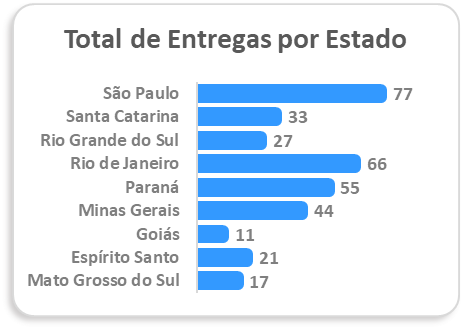 Total de Entregas por Estado
São Paulo 77
Santa Catarina 33
Rio Grande do Sul 27
Rio de Janeiro 66
Paraná 55
Minas Gerais 44
Goiás 11
Espírito Santo 21
Mato Grosso do Sul 17